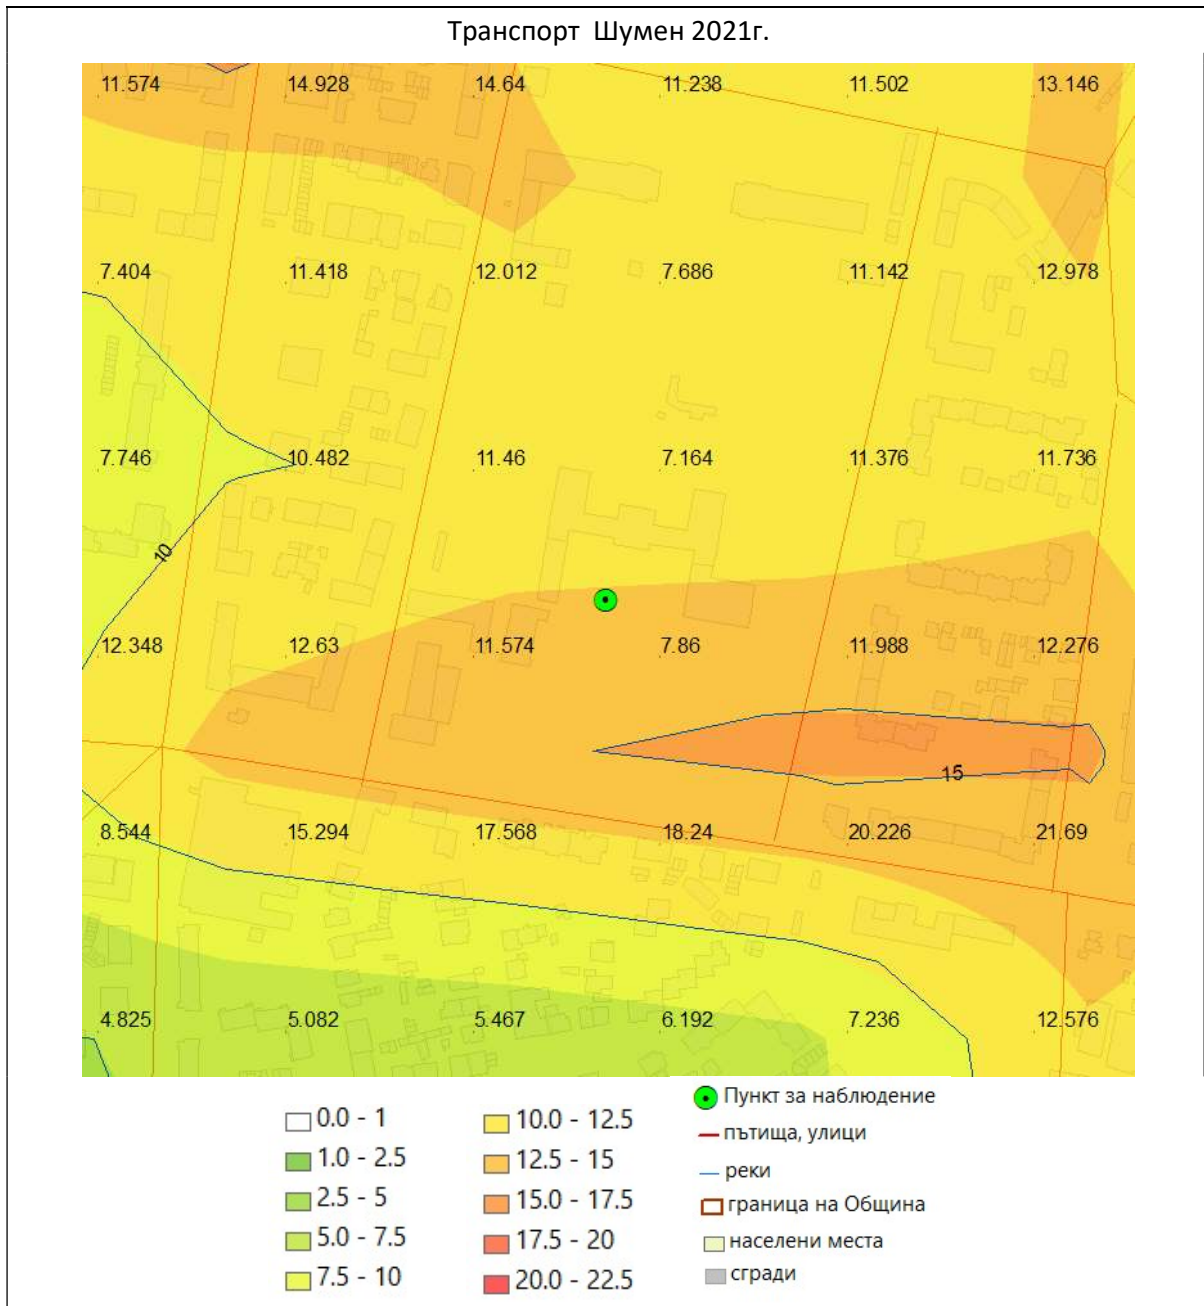 Транспорт Шумен 2021г.
11.574 14.928 14.64 11.238 11.502 13.146
7.404 11.418 12.012 7.686 11.142 12.978
7.746 10.482 11.46 7.164 11.376 11.736
10
12.348 12.63 11.574 7.86 11.988 12.276
15
8.544 15.294 17.568 18.24 20.226 21.69
4.825 5.082 5.467 6.192 7.236 12.576
0.0 - 1
1.0 - 2.5
2.5 - 5
5.0 - 7.5
7.5 - 10
10.0 - 12.5
12.5 - 15
15.0 - 17.5
17.5 - 20
20.0 - 22.5
Пункт за наблюдение
пътища, улици
реки
граница на Община
населени места
сгради